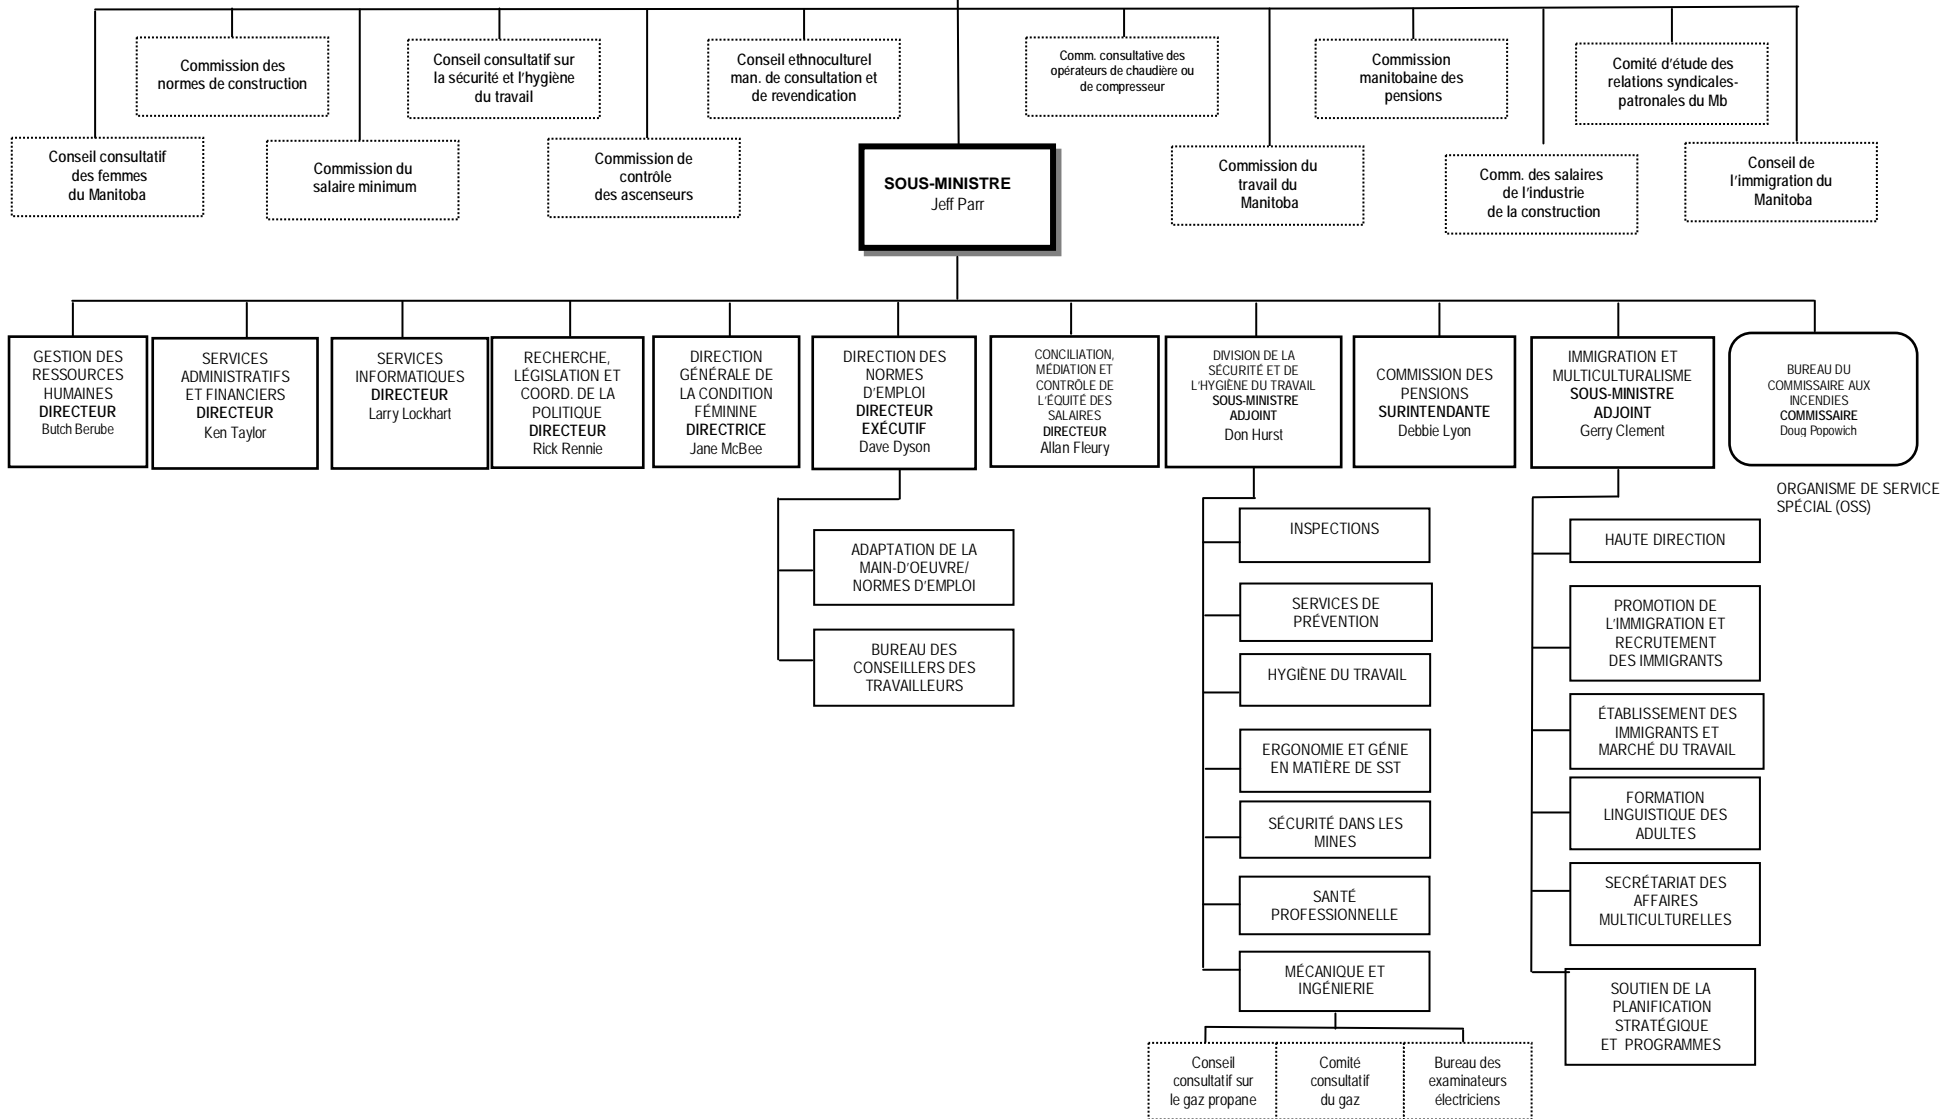 Commission des
normes de construction
Conseil consultatif sur
la sécurité et l'hygiène
du travail
Conseil ethnoculturel
man. de consultation et
de revendication
Comm. consultative des
opérateurs de chaudière ou
de compresseur
Commission
manitobaine des
pensions
Comité d'étude des
relations syndicales-
patronales du Mb
Conseil consultatif
des femmes
du Manitoba
Commission du
salaire minimum
Commission de
contrôle
des ascenseurs
SOUS-MINISTRE
Jeff Parr
Commission du
travail du
Manitoba
Comm. des salaires
de l'industrie
de la construction
Conseil de
l'immigration du
Manitoba
GESTION DES
RESSOURCES
HUMAINES
DIRECTEUR
Butch Berube
SERVICES
ADMINISTRATIFS
ET FINANCIERS
DIRECTEUR
Ken Taylor
SERVICES
INFORMATIQUES
DIRECTEUR
Larry Lockhart
RECHERCHE,
LÉGISLATION ET
COORD. DE LA
POLITIQUE
DIRECTEUR
Rick Rennie
DIRECTION
GÉNÉRALE DE
LA CONDITION
FÉMININE
DIRECTRICE
Jane McBee
DIRECTION DES
NORMES
D'EMPLOI
DIRECTEUR
EXÉCUTIF
Dave Dyson
CONCILIATION,
MÉDIATION ET
CONTRÔLE DE
L'ÉQUITÉ DES
SALAIRES
DIRECTEUR
Allan Fleury
DIVISION DE LA
SÉCURITÉ ET DE
L'HYGIÈNE DU TRAVAIL
SOUS-MINISTRE
ADJOINT
Don Hurst
COMMISSION DES
PENSIONS
SURINTENDANTE
Debbie Lyon
IMMIGRATION ET
MULTICULTURALISME
SOUS-MINISTRE
ADJOINT
Gerry Clement
BUREAU DU
COMMISSAIRE AUX
INCENDIES
COMMISSAIRE
Doug Popowich
ORGANISME DE SERVICE
SPÉCIAL (OSS)
ADAPTATION DE LA
MAIN-D'OEUVRE/
NORMES D'EMPLOI
BUREAU DES
CONSEILLERS DES
TRAVAILLEURS
INSPECTIONS
SERVICES DE
PRÉVENTION
HYGIÈNE DU TRAVAIL
ERGONOMIE ET GÉNIE
EN MATIÈRE DE SST
SÉCURITÉ DANS LES
MINES
SANTÉ
PROFESSIONNELLE
MÉCANIQUE ET
INGÉNIERIE
Conseil
consultatif sur
le gaz propane
Comité
consultatif
du gaz
Bureau des
examinateurs
électriciens
HAUTE DIRECTION
PROMOTION DE
L'IMMIGRATION ET
RECRUTEMENT
DES IMMIGRANTS
ÉTABLISSEMENT DES
IMMIGRANTS ET
MARCHÉ DU TRAVAIL
FORMATION
LINGUISTIQUE DES
ADULTES
SECRÉTARIAT DES
AFFAIRES
MULTICULTURELLES
SOUTIEN DE LA
PLANIFICATION
STRATÉGIQUE
ET PROGRAMMES